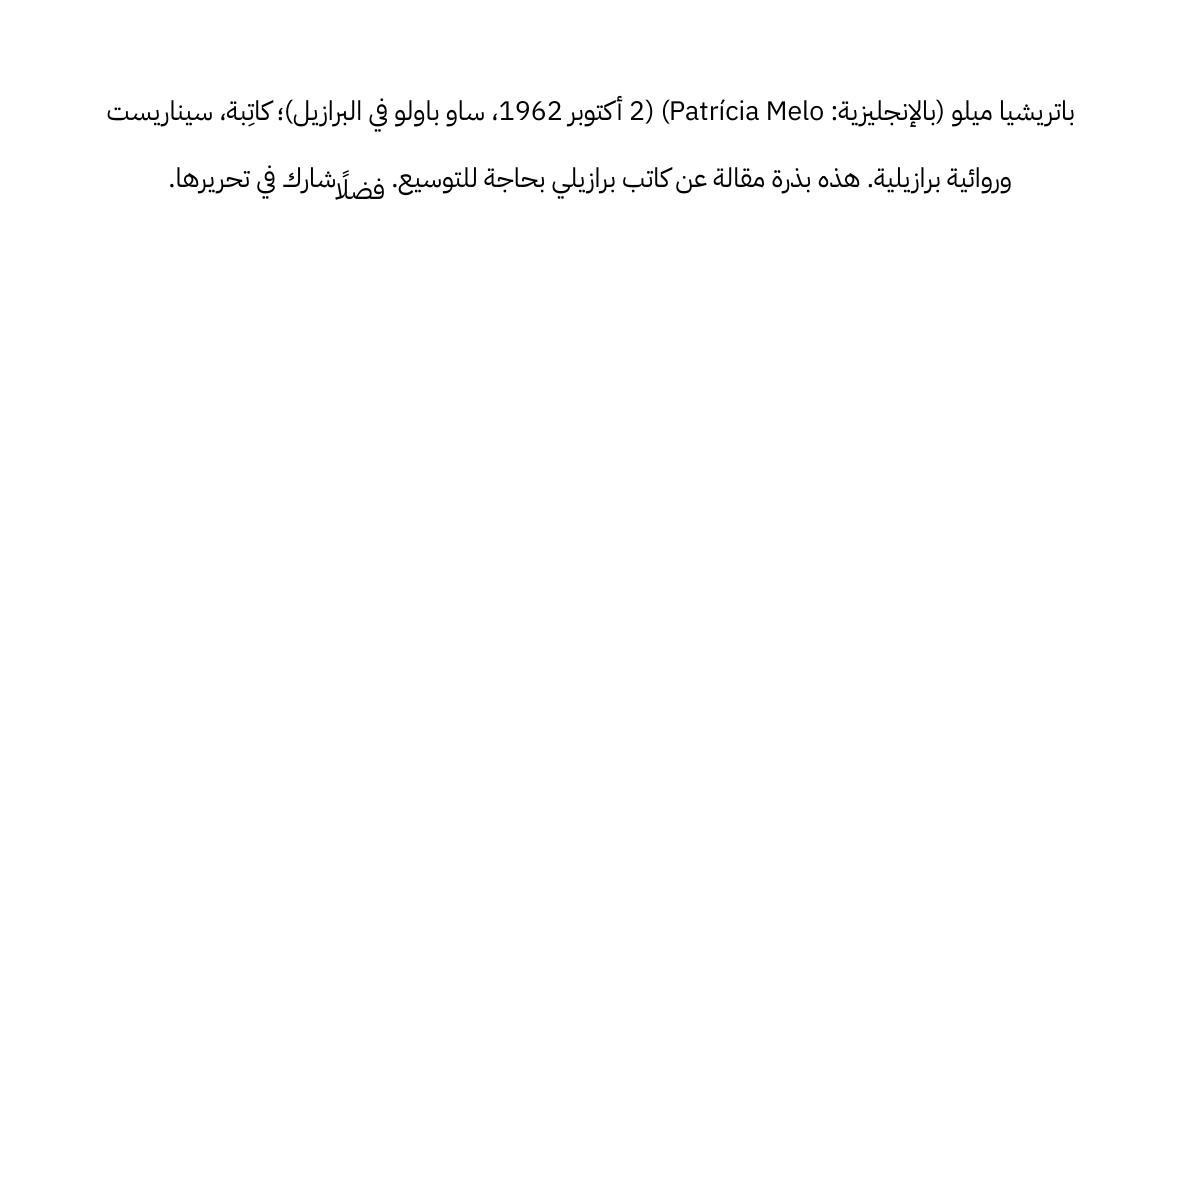 باتريشيا ميلو (بالإنجليزية: Patrícia Melo) (2 أكتوبر 1962، ساو باولو في البرازيل)؛ كاتِبة، سيناريست
وروائية برازيلية. هذه بذرة مقالة عن كاتب برازيلي بحاجة للتوسيع. فضلًا شارك في تحريرها.